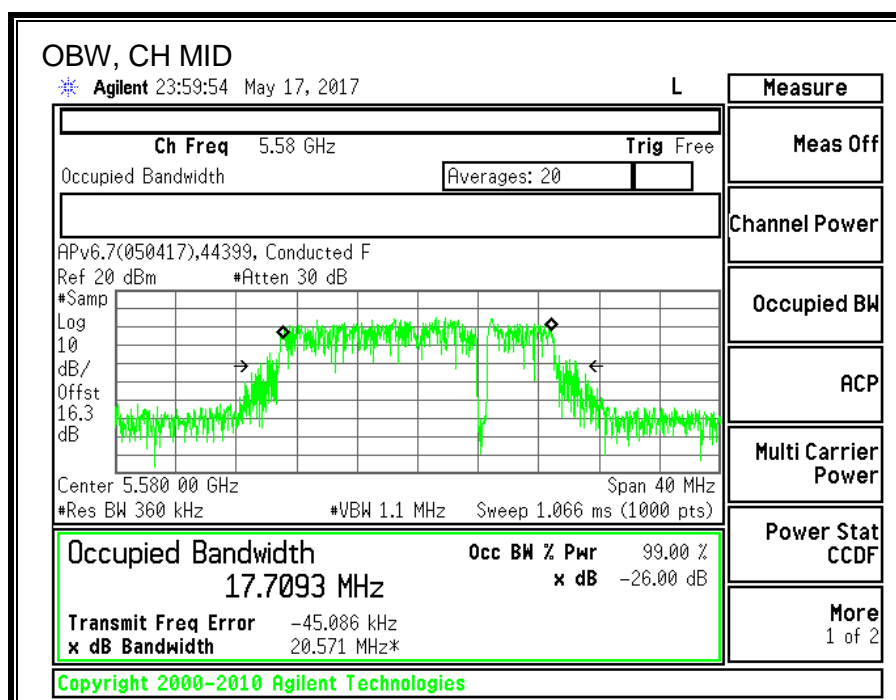 OBW, CH MID
Agilent 23:59:54 May 17, 2017 L
Measure
Ch Freq 5.58 GHz Trig Free
Meas Off
Occupied Bandwidth Averages: 20
Channel Power
APv6.7(050417),44399, Conducted F
Ref 20 dBm #Atten 30 dB
#Samp
Log
10
dB/
Offst
16.3
dB
Occupied BW
ACP
Multi Carrier
Power
Center 5.580 00 GHz Span 40 MHz
#Res BW 360 kHz #VBW 1.1 MHz Sweep 1.066 ms (1000 pts)
Power Stat
CCDF
Occupied Bandwidth Occ BW % Pwr 99.00 %
17.7093 MHz x dB -26.00 dB
Transmit Freq Error -45.086 kHz
x dB Bandwidth 20.571 MHz*
More
1 of 2
Copyright 2000-2010 Agilent Technologies